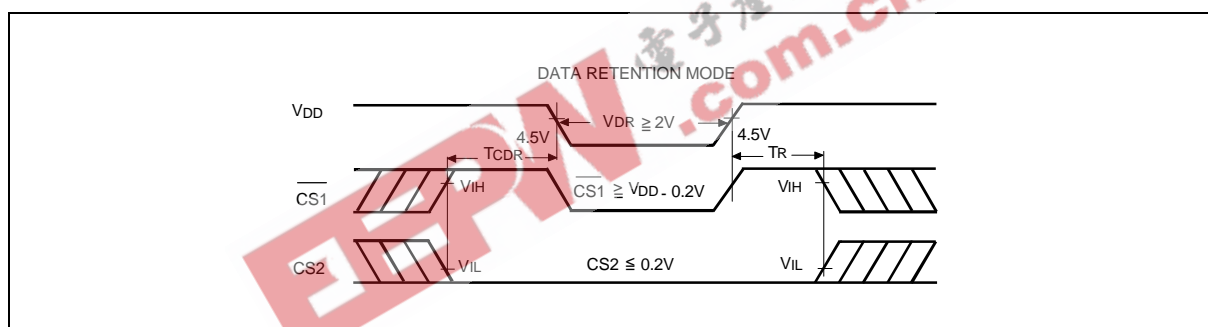 DATA RETENTION MODE
VDD
VDR ≧ 2V
4.5V
4.5V
TCDR
TR
CS1
VIH
CS1 ≧ VDD - 0.2V
VIH
CS2
VIL
CS2 ≦ 0.2V
VIL
EEPW
.com.cn